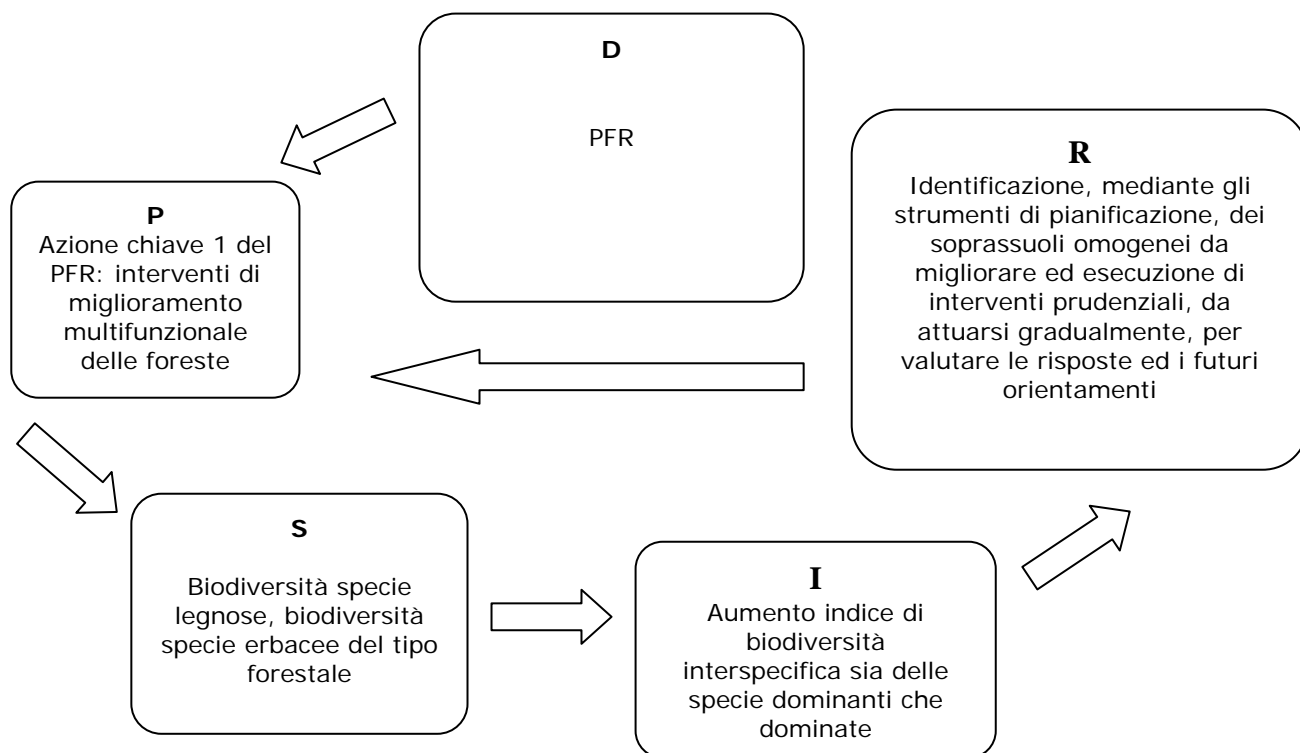 D
PFR
P
Azione chiave 1 del
PFR: interventi di
miglioramento
multifunzionale
delle foreste
S
Biodiversità specie
legnose, biodiversità
specie erbacee del tipo
forestale
I
Aumento indice di
biodiversità
interspecifica sia delle
specie dominanti che
dominate
R
Identificazione, mediante gli
strumenti di pianificazione, dei
soprassuoli omogenei da
migliorare ed esecuzione di
interventi prudenziali, da
attuarsi gradualmente, per
valutare le risposte ed i futuri
orientamenti